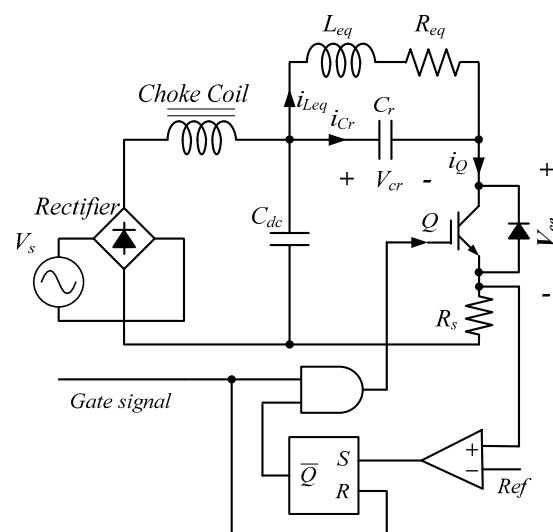 L_eq
R_eq
Choke Coil
i_Leq
i_Cr
C_r
+ V_cr -
i_Q
+
Rectifier
V_s
C_dc
Q
-
R_s
Gate signal
Q̅
S
R
+
−
Ref